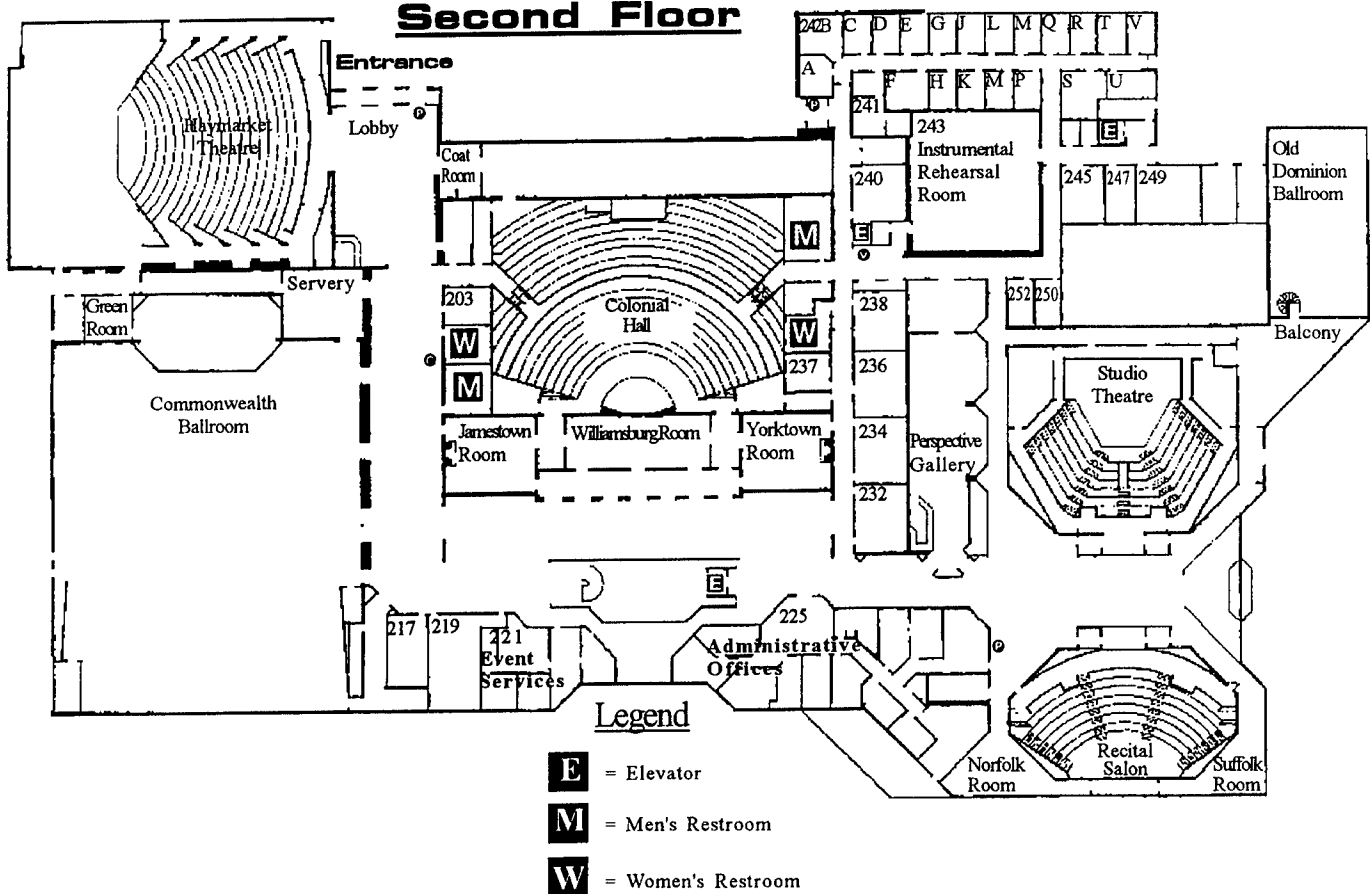 Second Floor
242B C D E G J L M Q R T V
Entrance
A F H K M P S U
P
241
Haymarket
Theatre
Lobby
P
243
Instrumental
Rehearsal
Room
E
Coat
Room
Old
Dominion
Ballroom
240
245 247 249
M
E
V
Servery
Green
Room
203
Colonial
Hall
238
252 250
W
W
Balcony
P
237
236
M
Studio
Theatre
Commonwealth
Ballroom
Jamestown
Room
Williamsburg Room
Yorktown
Room
234
Perspective
Gallery
232
E
217 219
221
Event
Services
225
Administrative
Offices
P
Legend
Norfolk
Room
Recital
Salon
Suffolk
Room
E = Elevator
M = Men's Restroom
W = Women's Restroom